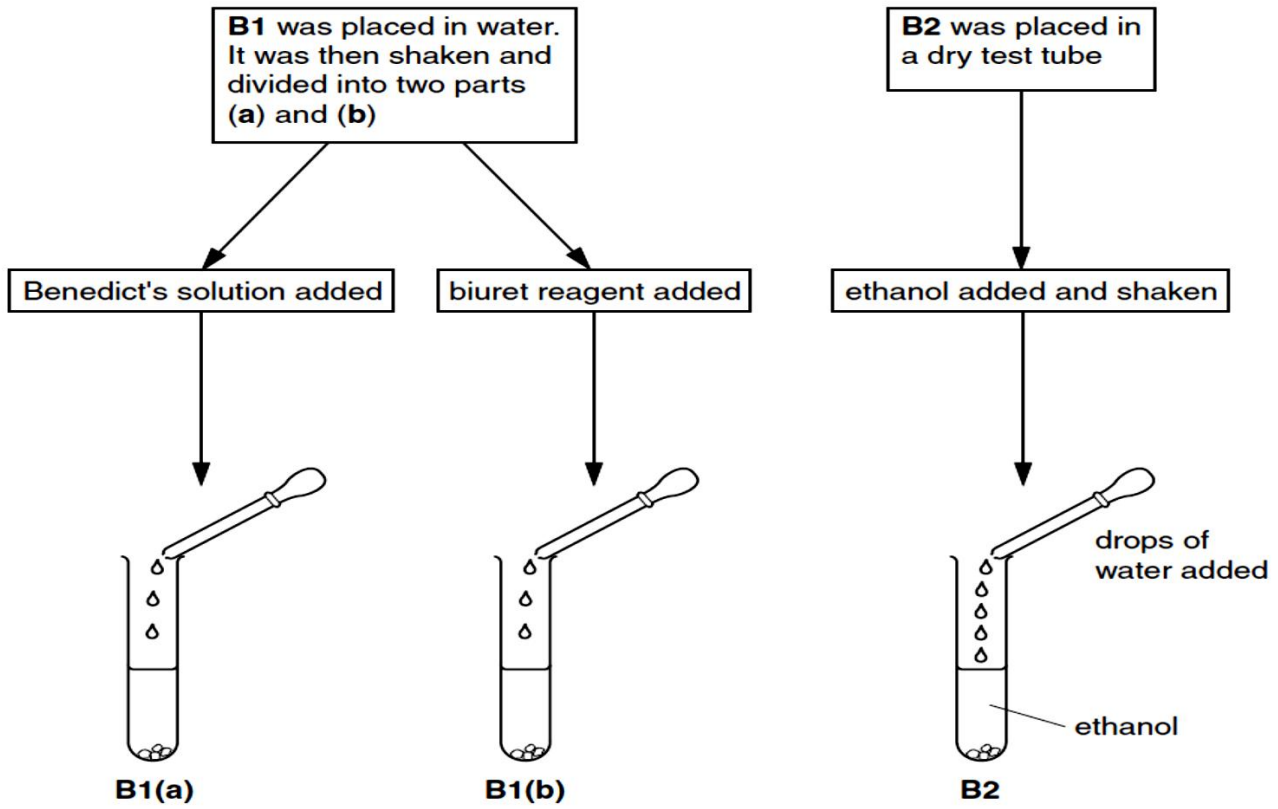 B1 was placed in water.
It was then shaken and
divided into two parts
(a) and (b)
B2 was placed in
a dry test tube
Benedict's solution added
biuret reagent added
ethanol added and shaken
drops of
water added
ethanol
B1(a)
B1(b)
B2